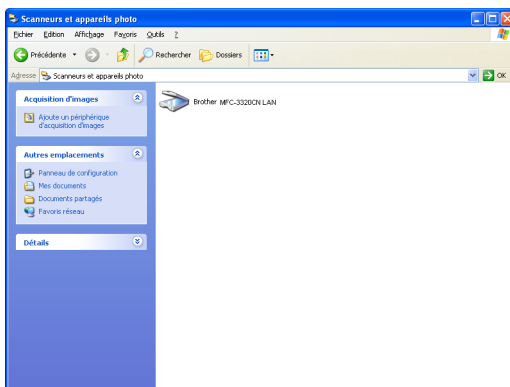 Scanneurs et appareils photo
Fichier Edition Affichage Favoris Outils ?
Précédente Rechercher Dossiers
Adresse Scanneurs et appareils photo OK
Acquisition d'images
Ajoute un périphérique
d'acquisition d'images
Brother MFC-3320CN LAN
Autres emplacements
Panneau de configuration
Mes documents
Documents partagés
Favoris réseau
Détails